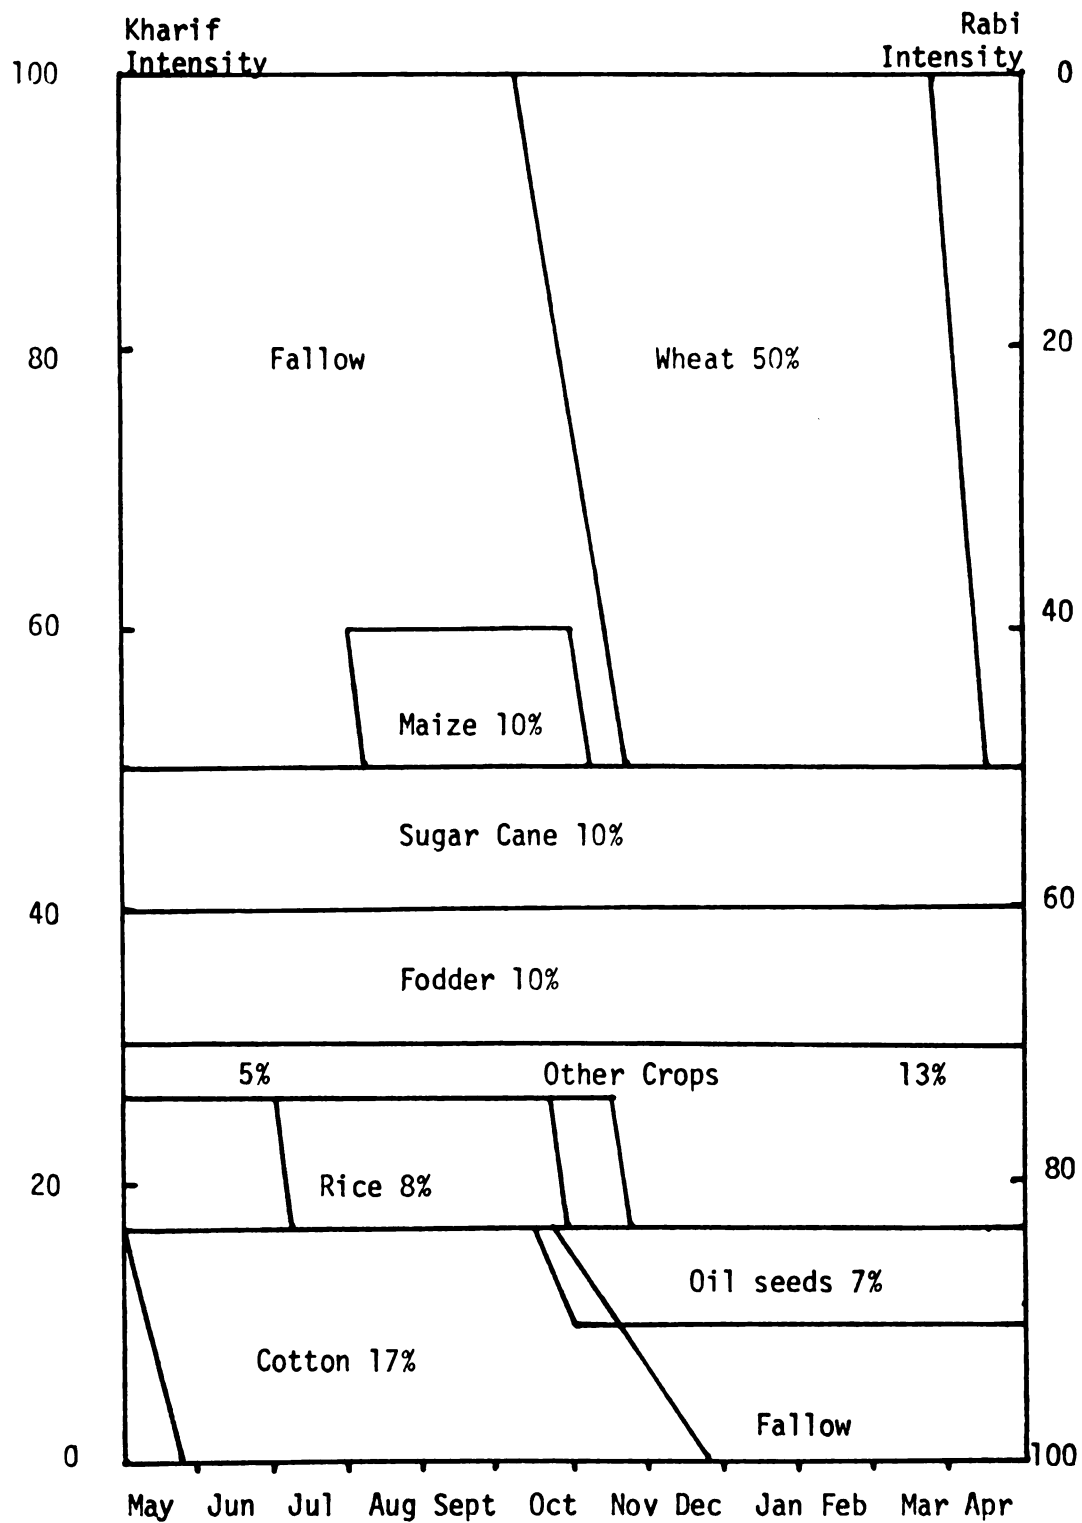 Kharif
Intensity
Rabi
Intensity
100
0
80
Fallow
Wheat 50%
20
60
40
Maize 10%
Sugar Cane 10%
40
60
Fodder 10%
5%
Other Crops
13%
20
Rice 8%
80
Oil seeds 7%
Cotton 17%
Fallow
0
100
May Jun Jul Aug Sept Oct Nov Dec Jan Feb Mar Apr